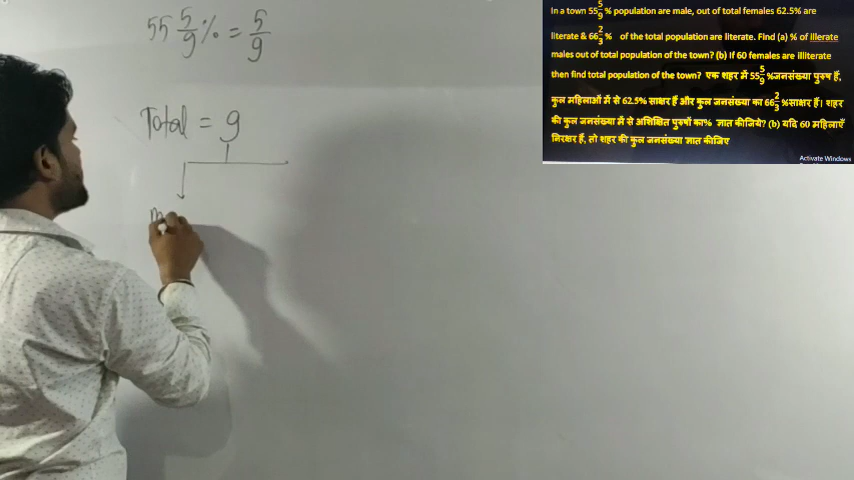 55 5/9 % = 5/9
Total = 9
m
In a town 55 5/9 % population are male, out of total females 62.5% are
literate & 66 2/3 % of the total population are literate. Find (a) % of illerate
males out of total population of the town? (b) If 60 females are illiterate
then find total population of the town? एक शहर में 55 5/9 %जनसंख्या पुरुष हैं,
कुल महिलाओं में से 62.5% साक्षर हैं और कुल जनसंख्या का 66 2/3 %साक्षर हैं। शहर
की कुल जनसंख्या में से अशिक्षित पुरुषों का% ज्ञात कीजिये? (b) यदि 60 महिलाएँ
निरक्षर हैं, तो शहर की कुल जनसंख्या ज्ञात कीजिए
Activate Windows